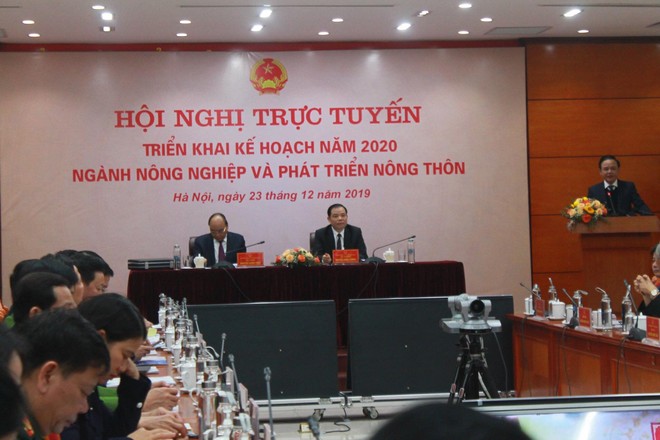 HỘI NGHỊ TRỰC TUYẾN
TRIỂN KHAI KẾ HOẠCH NĂM 2020
NGÀNH NÔNG NGHIỆP VÀ PHÁT TRIỂN NÔNG THÔN
Hà Nội, ngày 23 tháng 12 năm 2019